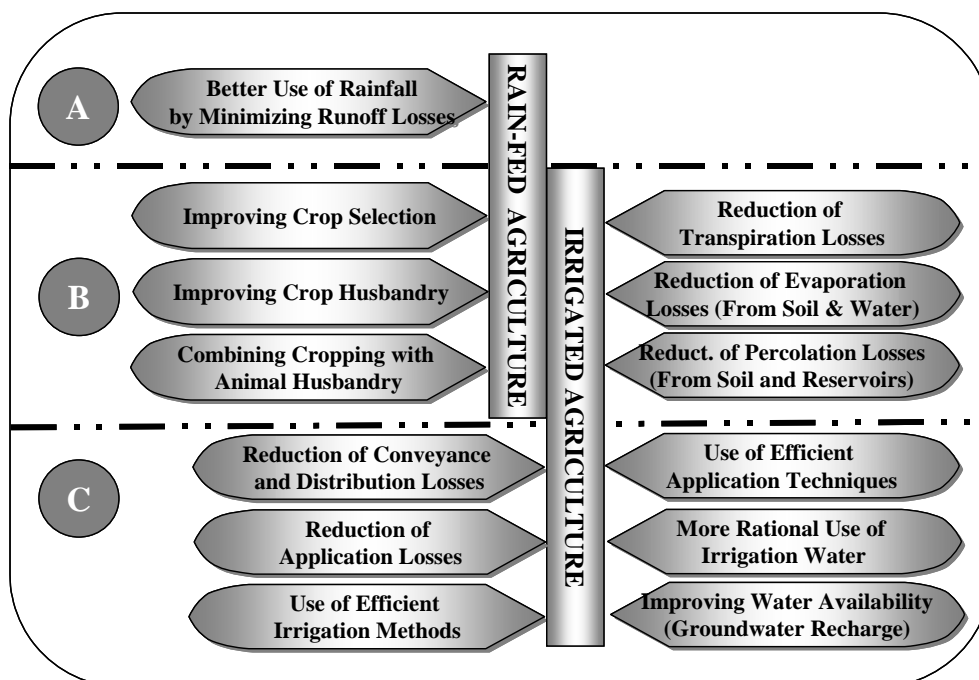 A
Better Use of Rainfall
by Minimizing Runoff Losses
RAIN-FED AGRICULTURE
B
Improving Crop Selection
Improving Crop Husbandry
Combining Cropping with
Animal Husbandry
IRRIGATED AGRICULTURE
Reduction of
Transpiration Losses
Reduction of Evaporation
Losses (From Soil & Water)
Reduct. of Percolation Losses
(From Soil and Reservoirs)
C
Reduction of Conveyance
and Distribution Losses
Reduction of
Application Losses
Use of Efficient
Irrigation Methods
Use of Efficient
Application Techniques
More Rational Use of
Irrigation Water
Improving Water Availability
(Groundwater Recharge)